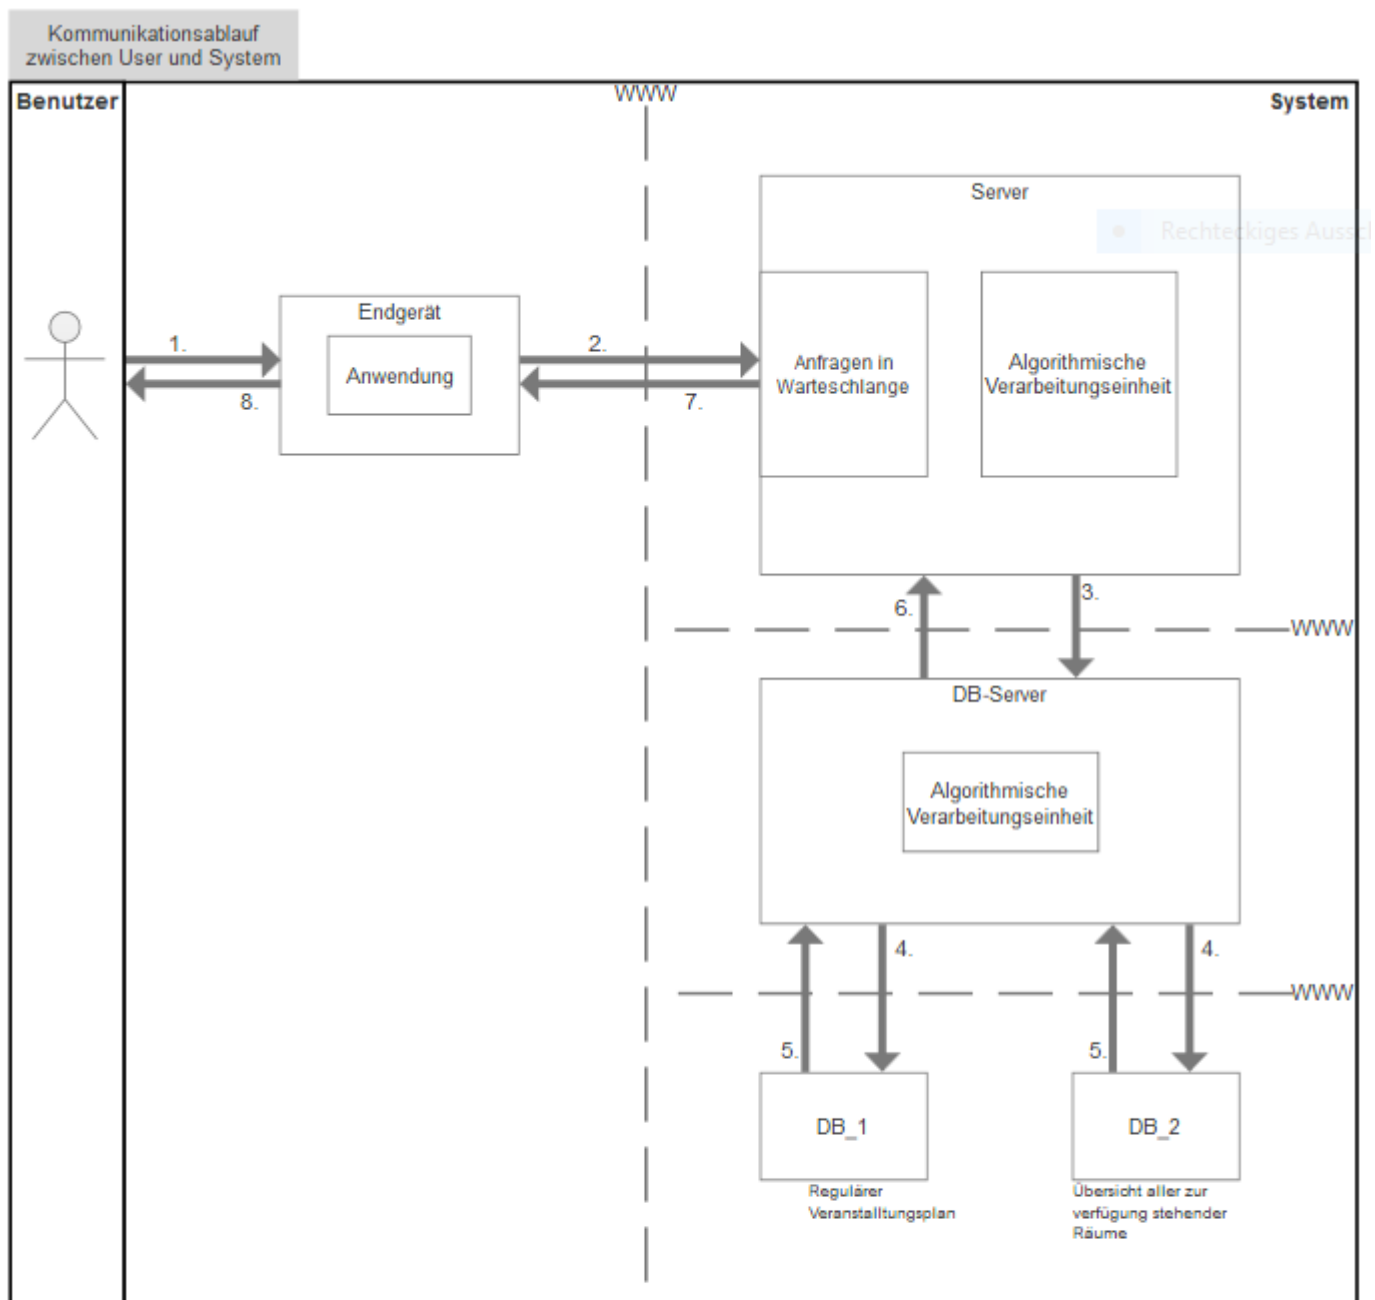 Kommunikationsablauf
zwischen User und System
Benutzer
WWW
System
Server
Rechteckiges Aussc
Endgerät
Anwendung
1.
8.
2.
7.
Anfragen in
Warteschlange
Algorithmische
Verarbeitungseinheit
6.
3.
WWW
DB-Server
Algorithmische
Verarbeitungseinheit
4.
4.
WWW
5.
5.
DB_1
DB_2
Regulärer
Veranstalltungsplan
Übersicht aller zur
verfügung stehender
Räume